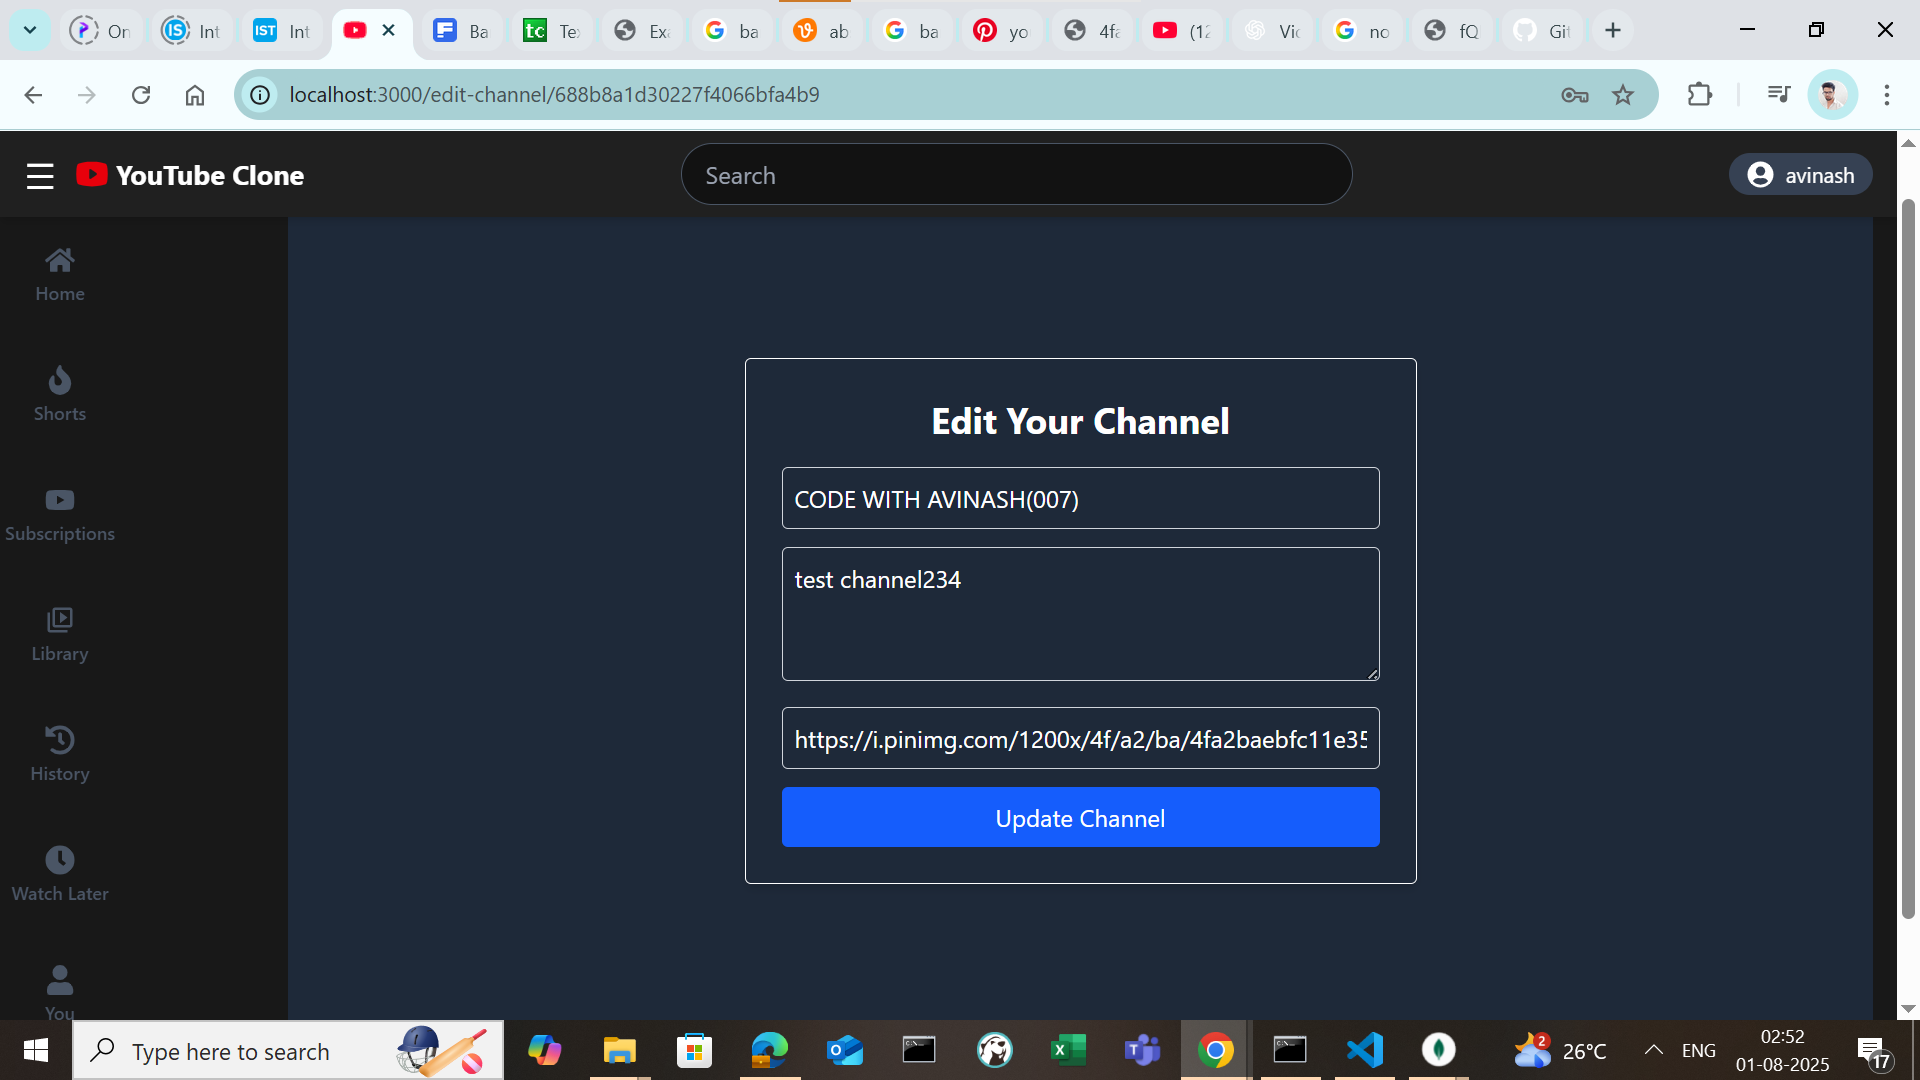 On
Int
IST
Int
Ba
tc
Te
Ex
ba
ab
ba
yo
4fa
(12
Vic
no
fQ
Git
localhost:3000/edit-channel/688b8a1d30227f4066bfa4b9
YouTube Clone
Search
avinash
Home
Shorts
Subscriptions
Library
History
Watch Later
You
Edit Your Channel
CODE WITH AVINASH(007)
test channel234
https://i.pinimg.com/1200x/4f/a2/ba/4fa2baebfc11e35
Update Channel
Type here to search
2
26°C
ENG
02:52
01-08-2025
17